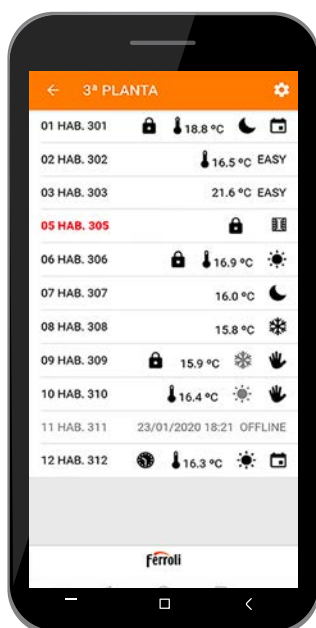 3ª PLANTA
01 HAB. 301 18.8 ºC
02 HAB. 302 16.5 ºC EASY
03 HAB. 303 21.6 ºC EASY
05 HAB. 305
06 HAB. 306 16.9 ºC
07 HAB. 307 16.0 ºC
08 HAB. 308 15.8 ºC
09 HAB. 309 15.9 ºC
10 HAB. 310 16.4 ºC
11 HAB. 311 23/01/2020 18:21 OFFLINE
12 HAB. 312 16.3 ºC
Ferroli